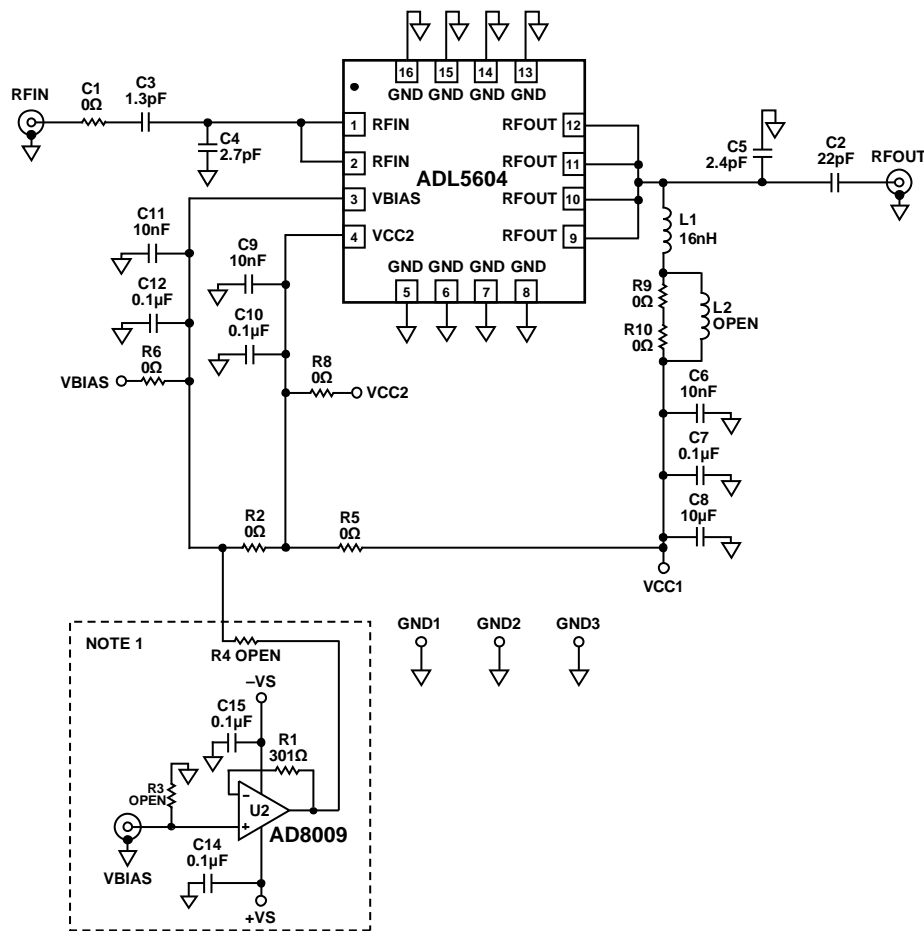 16 15 14 13
GND GND GND GND
RFIN
C1
0Ω
C3
1.3pF
C4
2.7pF
1 RFIN
2 RFIN
3 VBIAS
4 VCC2
ADL5604
RFOUT 12
RFOUT 11
RFOUT 10
RFOUT 9
GND GND GND GND
5 6 7 8
C5
2.4pF
C2
22pF
RFOUT
L1
16nH
R9
0Ω
R10
0Ω
L2
OPEN
C11
10nF
C12
0.1µF
R6
0Ω
VBIAS
C9
10nF
C10
0.1µF
R8
0Ω
VCC2
C6
10nF
C7
0.1µF
C8
10µF
R2
0Ω
R5
0Ω
VCC1
NOTE 1
R4 OPEN
GND1
GND2
GND3
–VS
C15
0.1µF
R1
301Ω
R3
OPEN
–
+
U2
AD8009
VBIAS
C14
0.1µF
+VS